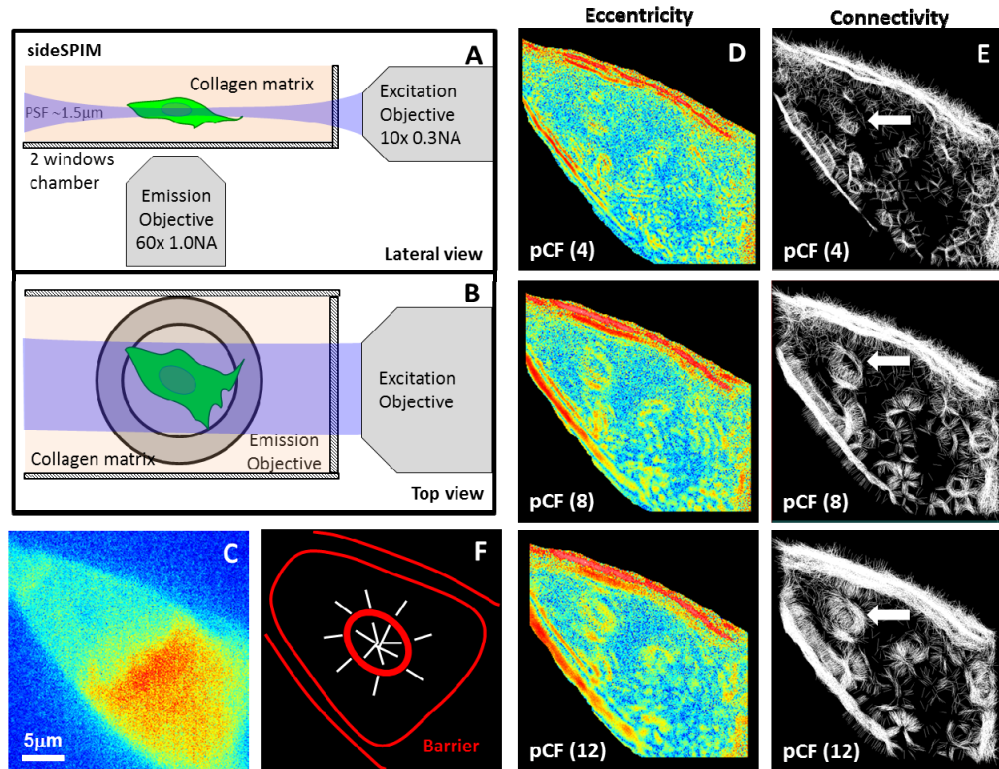 Eccentricity
Connectivity
sideSPIM
A
Collagen matrix
PSF ~1.5μm
Excitation
Objective
10x 0.3NA
2 windows
chamber
Emission
Objective
60x 1.0NA
Lateral view
B
Excitation
Objective
Emission
Objective
Collagen matrix
Top view
C
5μm
F
Barrier
D
pCF (4)
E
pCF (4)
pCF (8)
pCF (8)
pCF (12)
pCF (12)